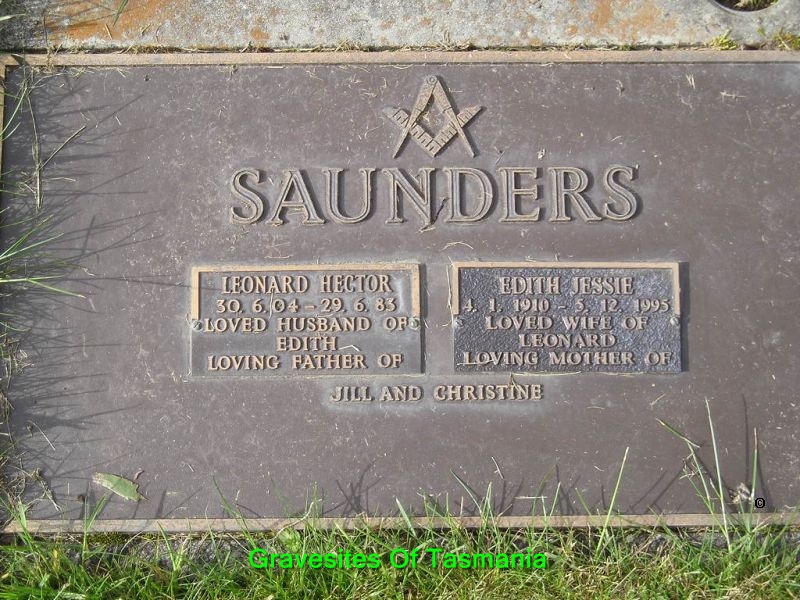 SAUNDERS
LEONARD HECTOR
30. 6. 04 – 29. 6. 83
LOVED HUSBAND OF
EDITH
LOVING FATHER OF
EDITH JESSIE
4. 1. 1910 – 5. 12. 1995
LOVED WIFE OF
LEONARD
LOVING MOTHER OF
JILL AND CHRISTINE
©
Gravesites Of Tasmania